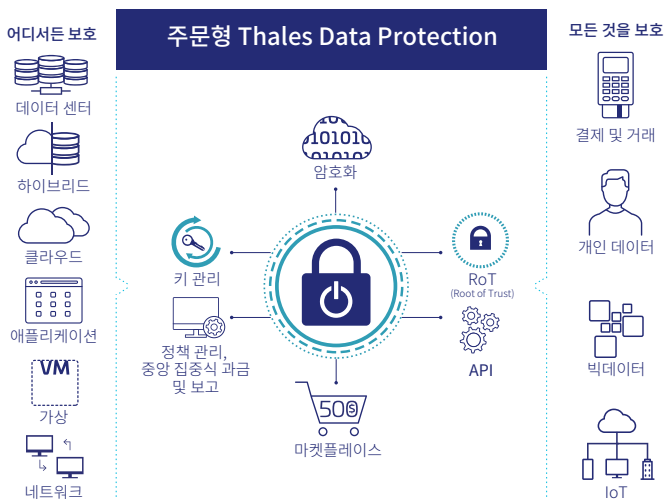 어디서든 보호
데이터 센터
하이브리드
클라우드
애플리케이션
VM
가상
네트워크
주문형 Thales Data Protection
101010
01010
암호화
키 관리
정책 관리,
중앙 집중식 과금
및 보고
RoT
(Root of Trust)
API
50$
마켓플레이스
모든 것을 보호
결제 및 거래
개인 데이터
빅데이터
IoT